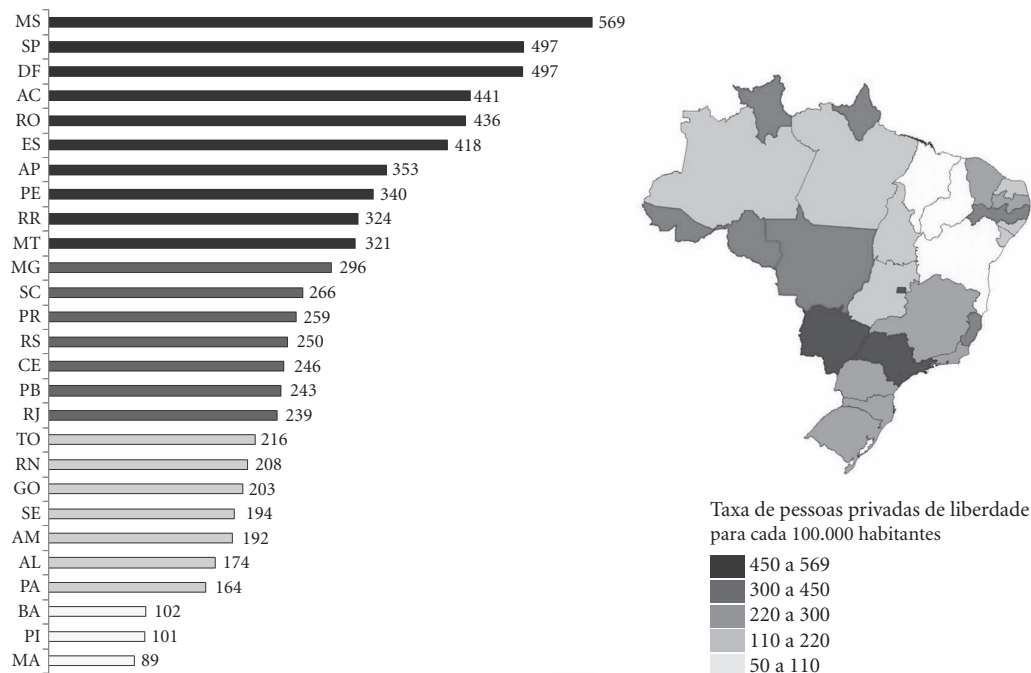 MS 569
SP 497
DF 497
AC 441
RO 436
ES 418
AP 353
PE 340
RR 324
MT 321
MG 296
SC 266
PR 259
RS 250
CE 246
PB 243
RJ 239
TO 216
RN 208
GO 203
SE 194
AM 192
AL 174
PA 164
BA 102
PI 101
MA 89
Taxa de pessoas privadas de liberdade
para cada 100.000 habitantes
450 a 569
300 a 450
220 a 300
110 a 220
50 a 110